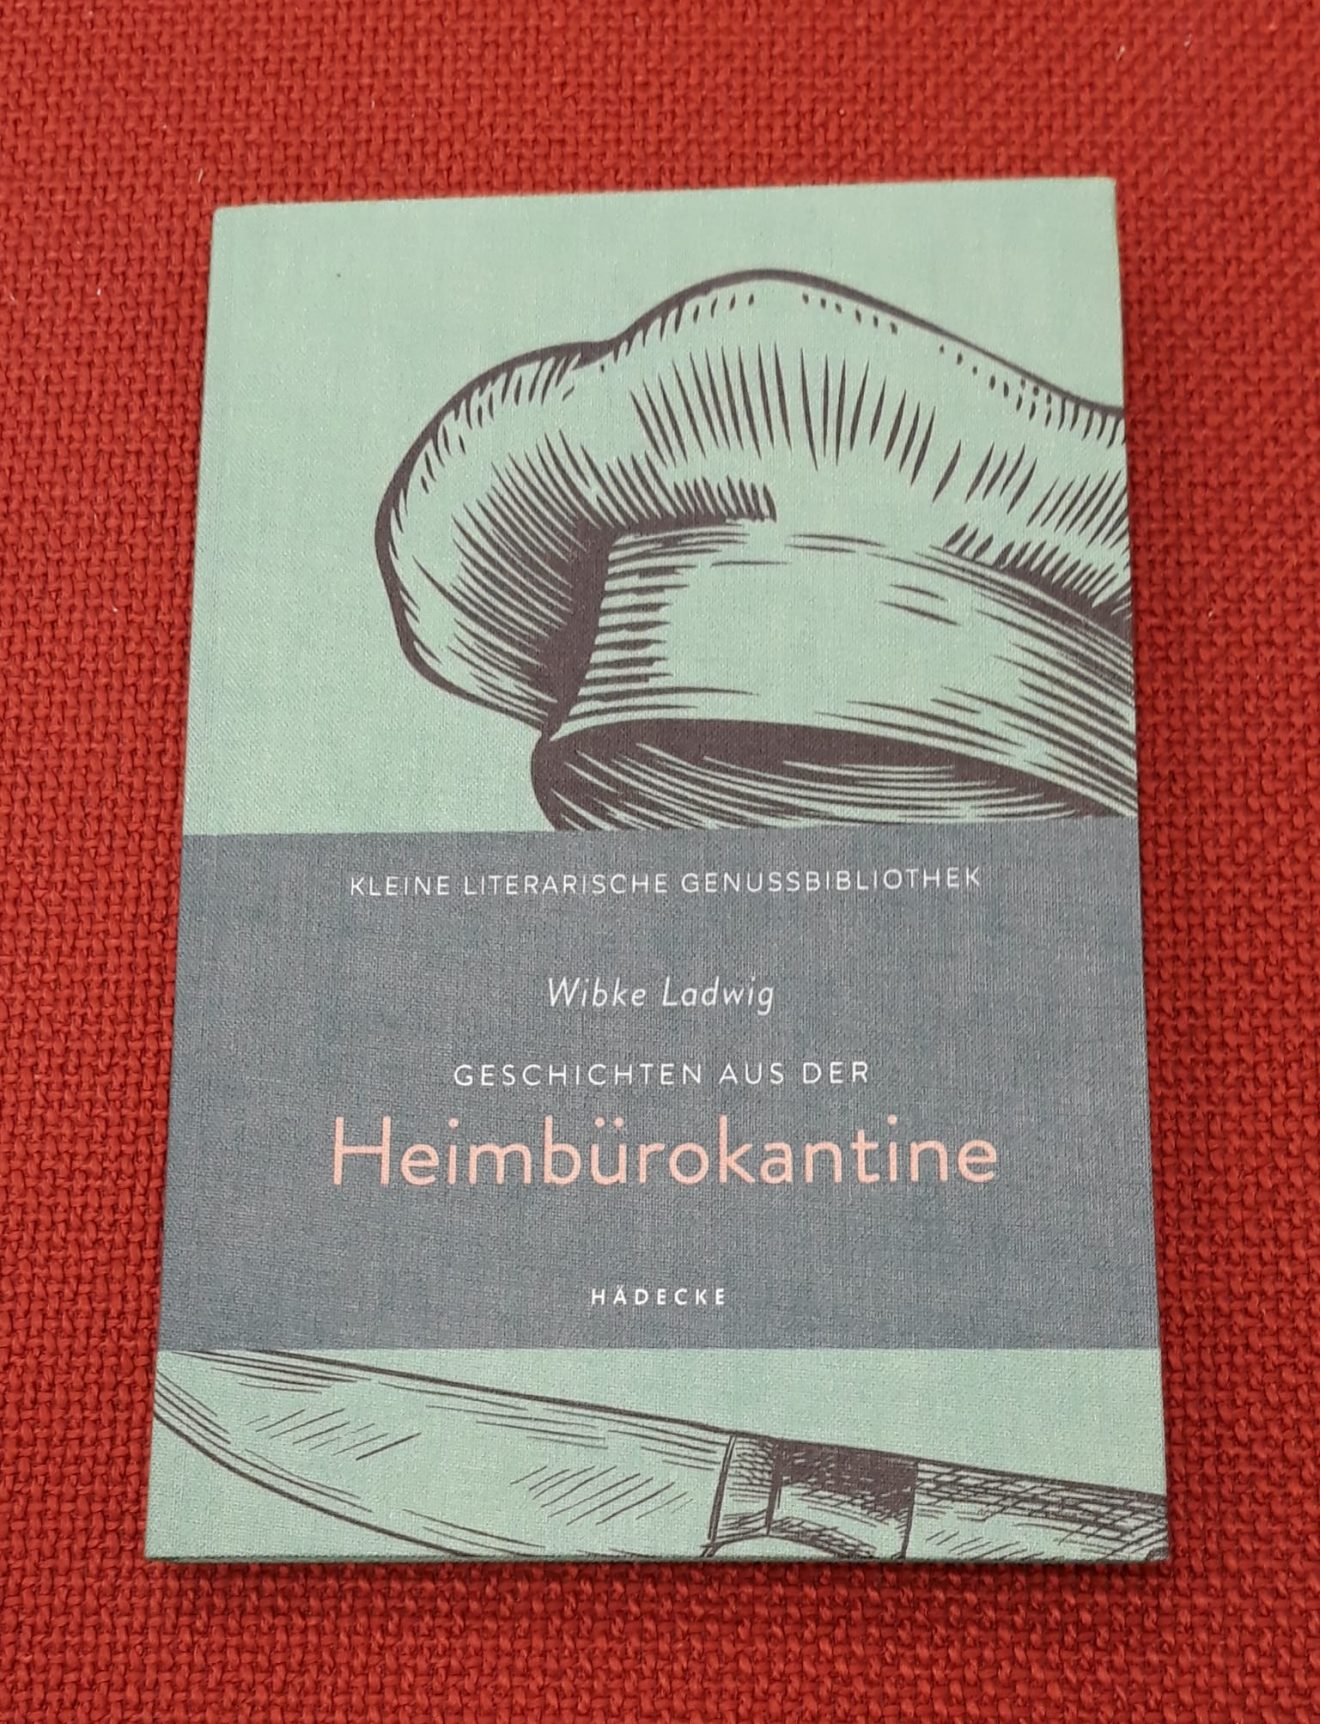 KLEINE LITERARISCHE GENUSSBIBLIOTHEK
Wibke Ladwig
GESCHICHTEN AUS DER
Heimbürokantine
HÄDECKE